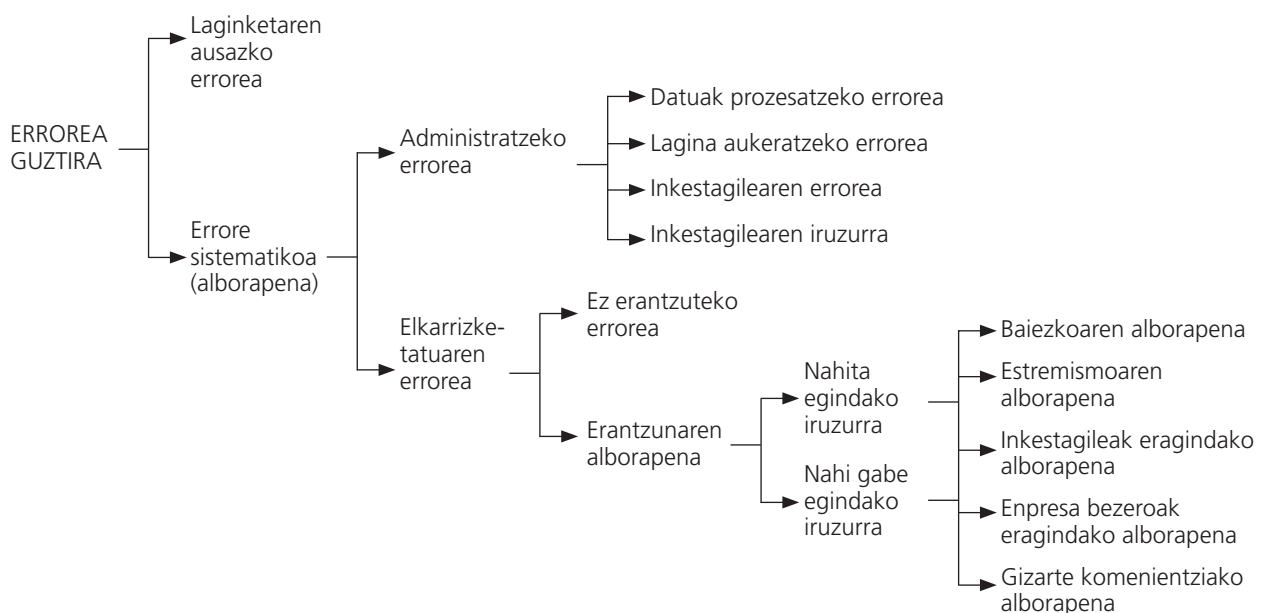 ERROREA
GUZTIRA
Laginketaren
ausazko
errorea
Errore
sistematikoa
(alborapena)
Administratzeko
errorea
Datuak prozesatzeko errorea
Lagina aukeratzeko errorea
Inkestagilearen errorea
Inkestagilearen iruzurra
Elkarrizke-
tatuaren
errorea
Ez erantzuteko
errorea
Erantzunaren
alborapena
Nahita
egindako
iruzurra
Nahi gabe
egindako
iruzurra
Baiezkoaren alborapena
Estremismoaren
alborapena
Inkestagileak eragindako
alborapena
Enpresa bezeroak
eragindako alborapena
Gizarte komenientziako
alborapena